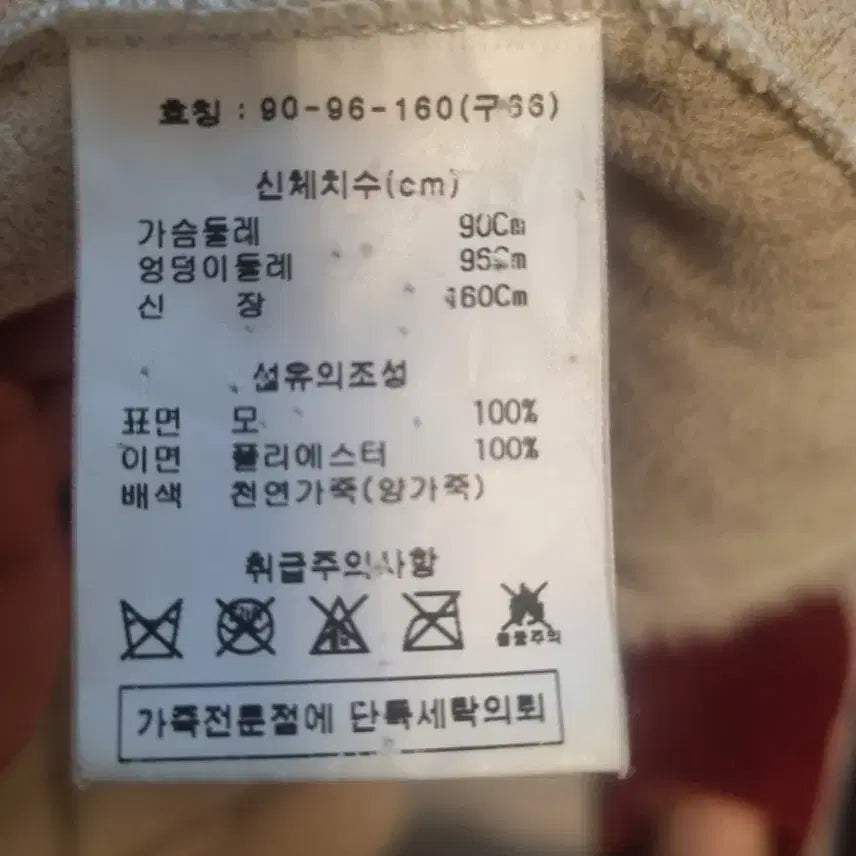 호칭 : 90-96-160(구66)
신체치수(cm)
가슴둘레 90Cm
엉덩이둘레 96Cm
신 장 160Cm
섬유의조성
표면 모 100%
이면 폴리에스터 100%
배색 천연가죽(양가죽)
취급주의사항
가죽전문점에 단독세탁의뢰